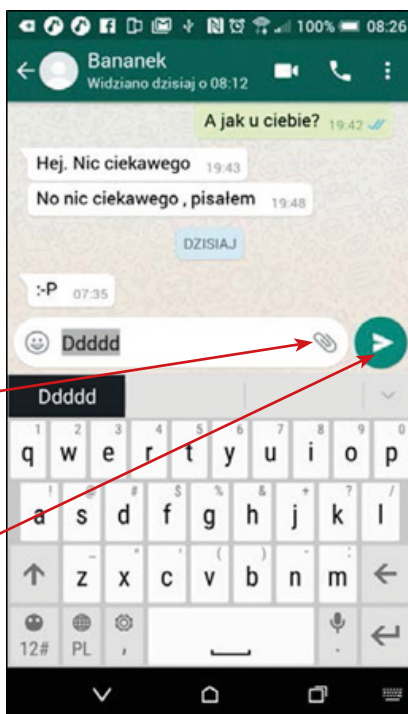 100% 08:26
Bananek
Widziano dzisiaj o 08:12
A jak u ciebie? 19:42
Hej. Nic ciekawego 19:43
No nic ciekawego , pisałem 19:48
DZISIAJ
:-P 07:35
Ddddd
Ddddd
1 2 3 4 5 6 7 8 9 0
q w e r t y u i o p
! @ # $ % & + ? /
a s d f g h j k l
- ' ( ) - :
z x c v b n m
12# PL , .